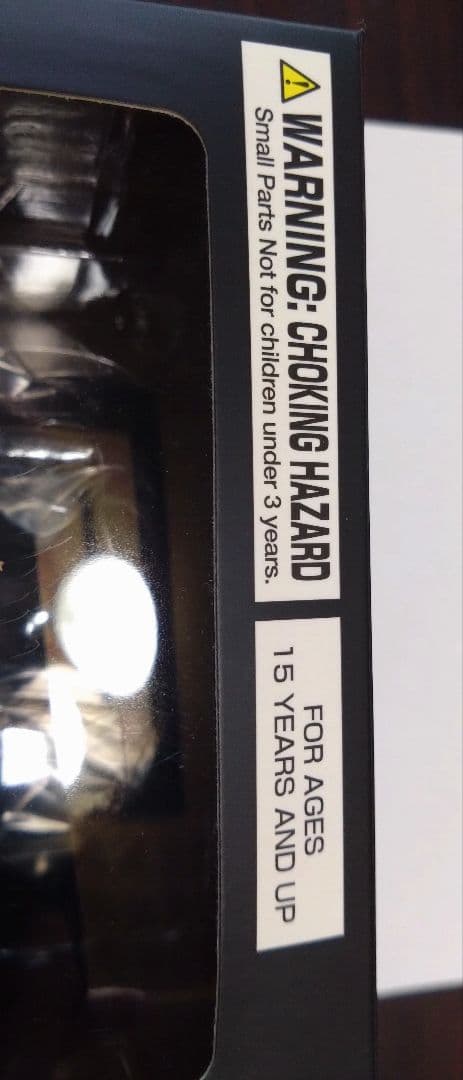 ⚠ WARNING: CHOKING HAZARD
Small Parts Not for children under 3 years.
FOR AGES
15 YEARS AND UP